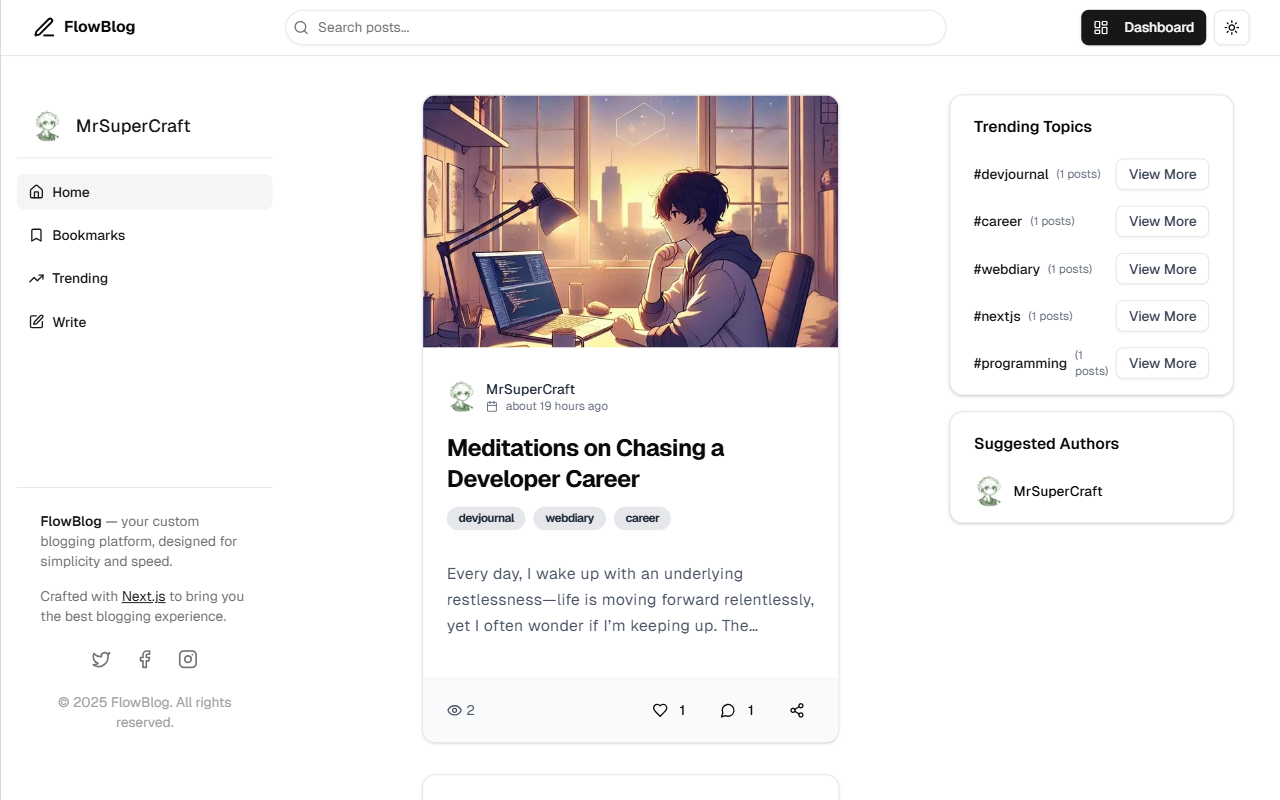 FlowBlog
Search posts...
Dashboard
MrSuperCraft
Home
Bookmarks
Trending
Write
FlowBlog — your custom
blogging platform, designed for
simplicity and speed.
Crafted with Next.js to bring you
the best blogging experience.
© 2025 FlowBlog. All rights
reserved.
MrSuperCraft
about 19 hours ago
Meditations on Chasing a
Developer Career
devjournal webdiary career
Every day, I wake up with an underlying
restlessness—life is moving forward relentlessly,
yet I often wonder if I’m keeping up. The...
2 1 1
Trending Topics
#devjournal (1 posts) View More
#career (1 posts) View More
#webdiary (1 posts) View More
#nextjs (1 posts) View More
#programming (1 posts) View More
Suggested Authors
MrSuperCraft